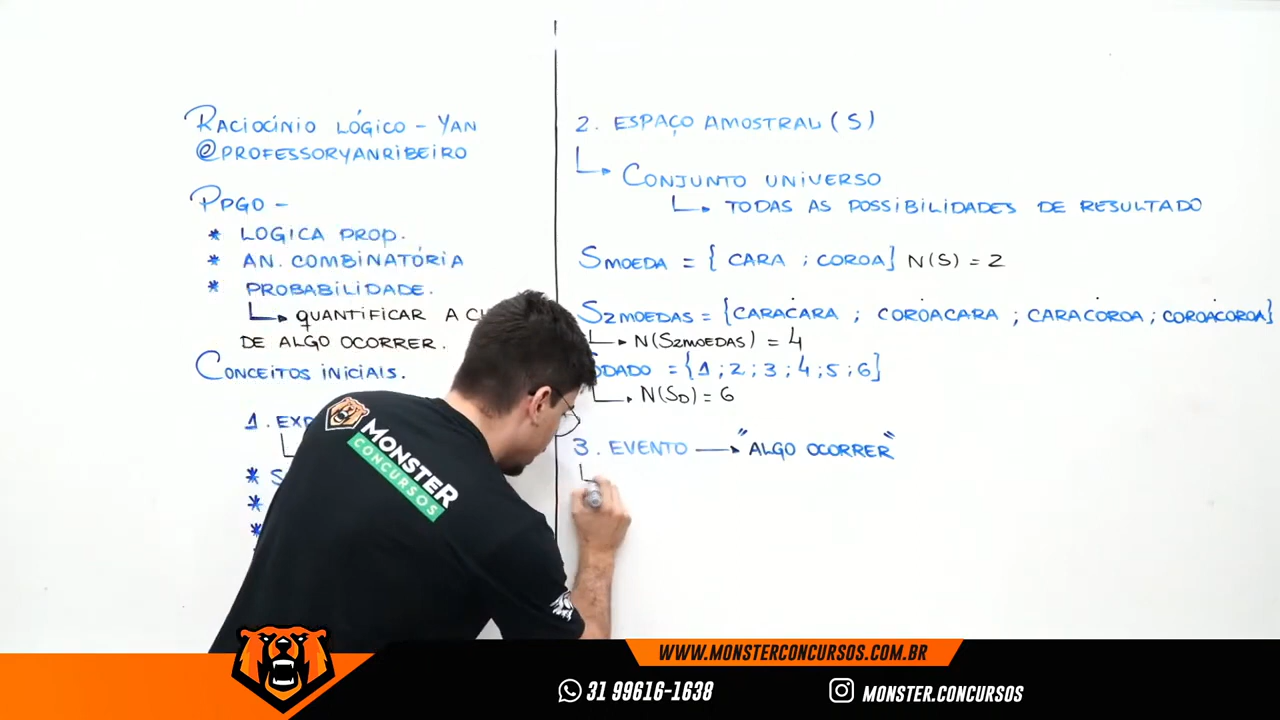 Raciocínio lógico - Yan
@professoryanribeiro
PPGO -
* LOGICA PROP.
* AN. COMBINATÓRIA
* PROBABILIDADE.
QUANTIFICAR A
DE ALGO OCORRER.
CONCEITOS INICIAIS.
1.
*
*
*
2. ESPAÇO AMOSTRAL (S)
CONJUNTO UNIVERSO
TODAS AS POSSIBILIDADES DE RESULTADO
SMOEDA = { CARA ; COROA} N(S) = 2
S2MOEDAS = {CARACARA ; COROACARA ; CARACOROA ; COROACOROA}
N(S2MOEDAS) = 4
SDADO = {1 ; 2 ; 3 ; 4 ; 5 ; 6}
N(SD) = 6
3. EVENTO → "ALGO OCORRER"
MONSTER
CONCURSOS
WWW.MONSTERCONCURSOS.COM.BR
31 99616-1638
MONSTER.CONCURSOS